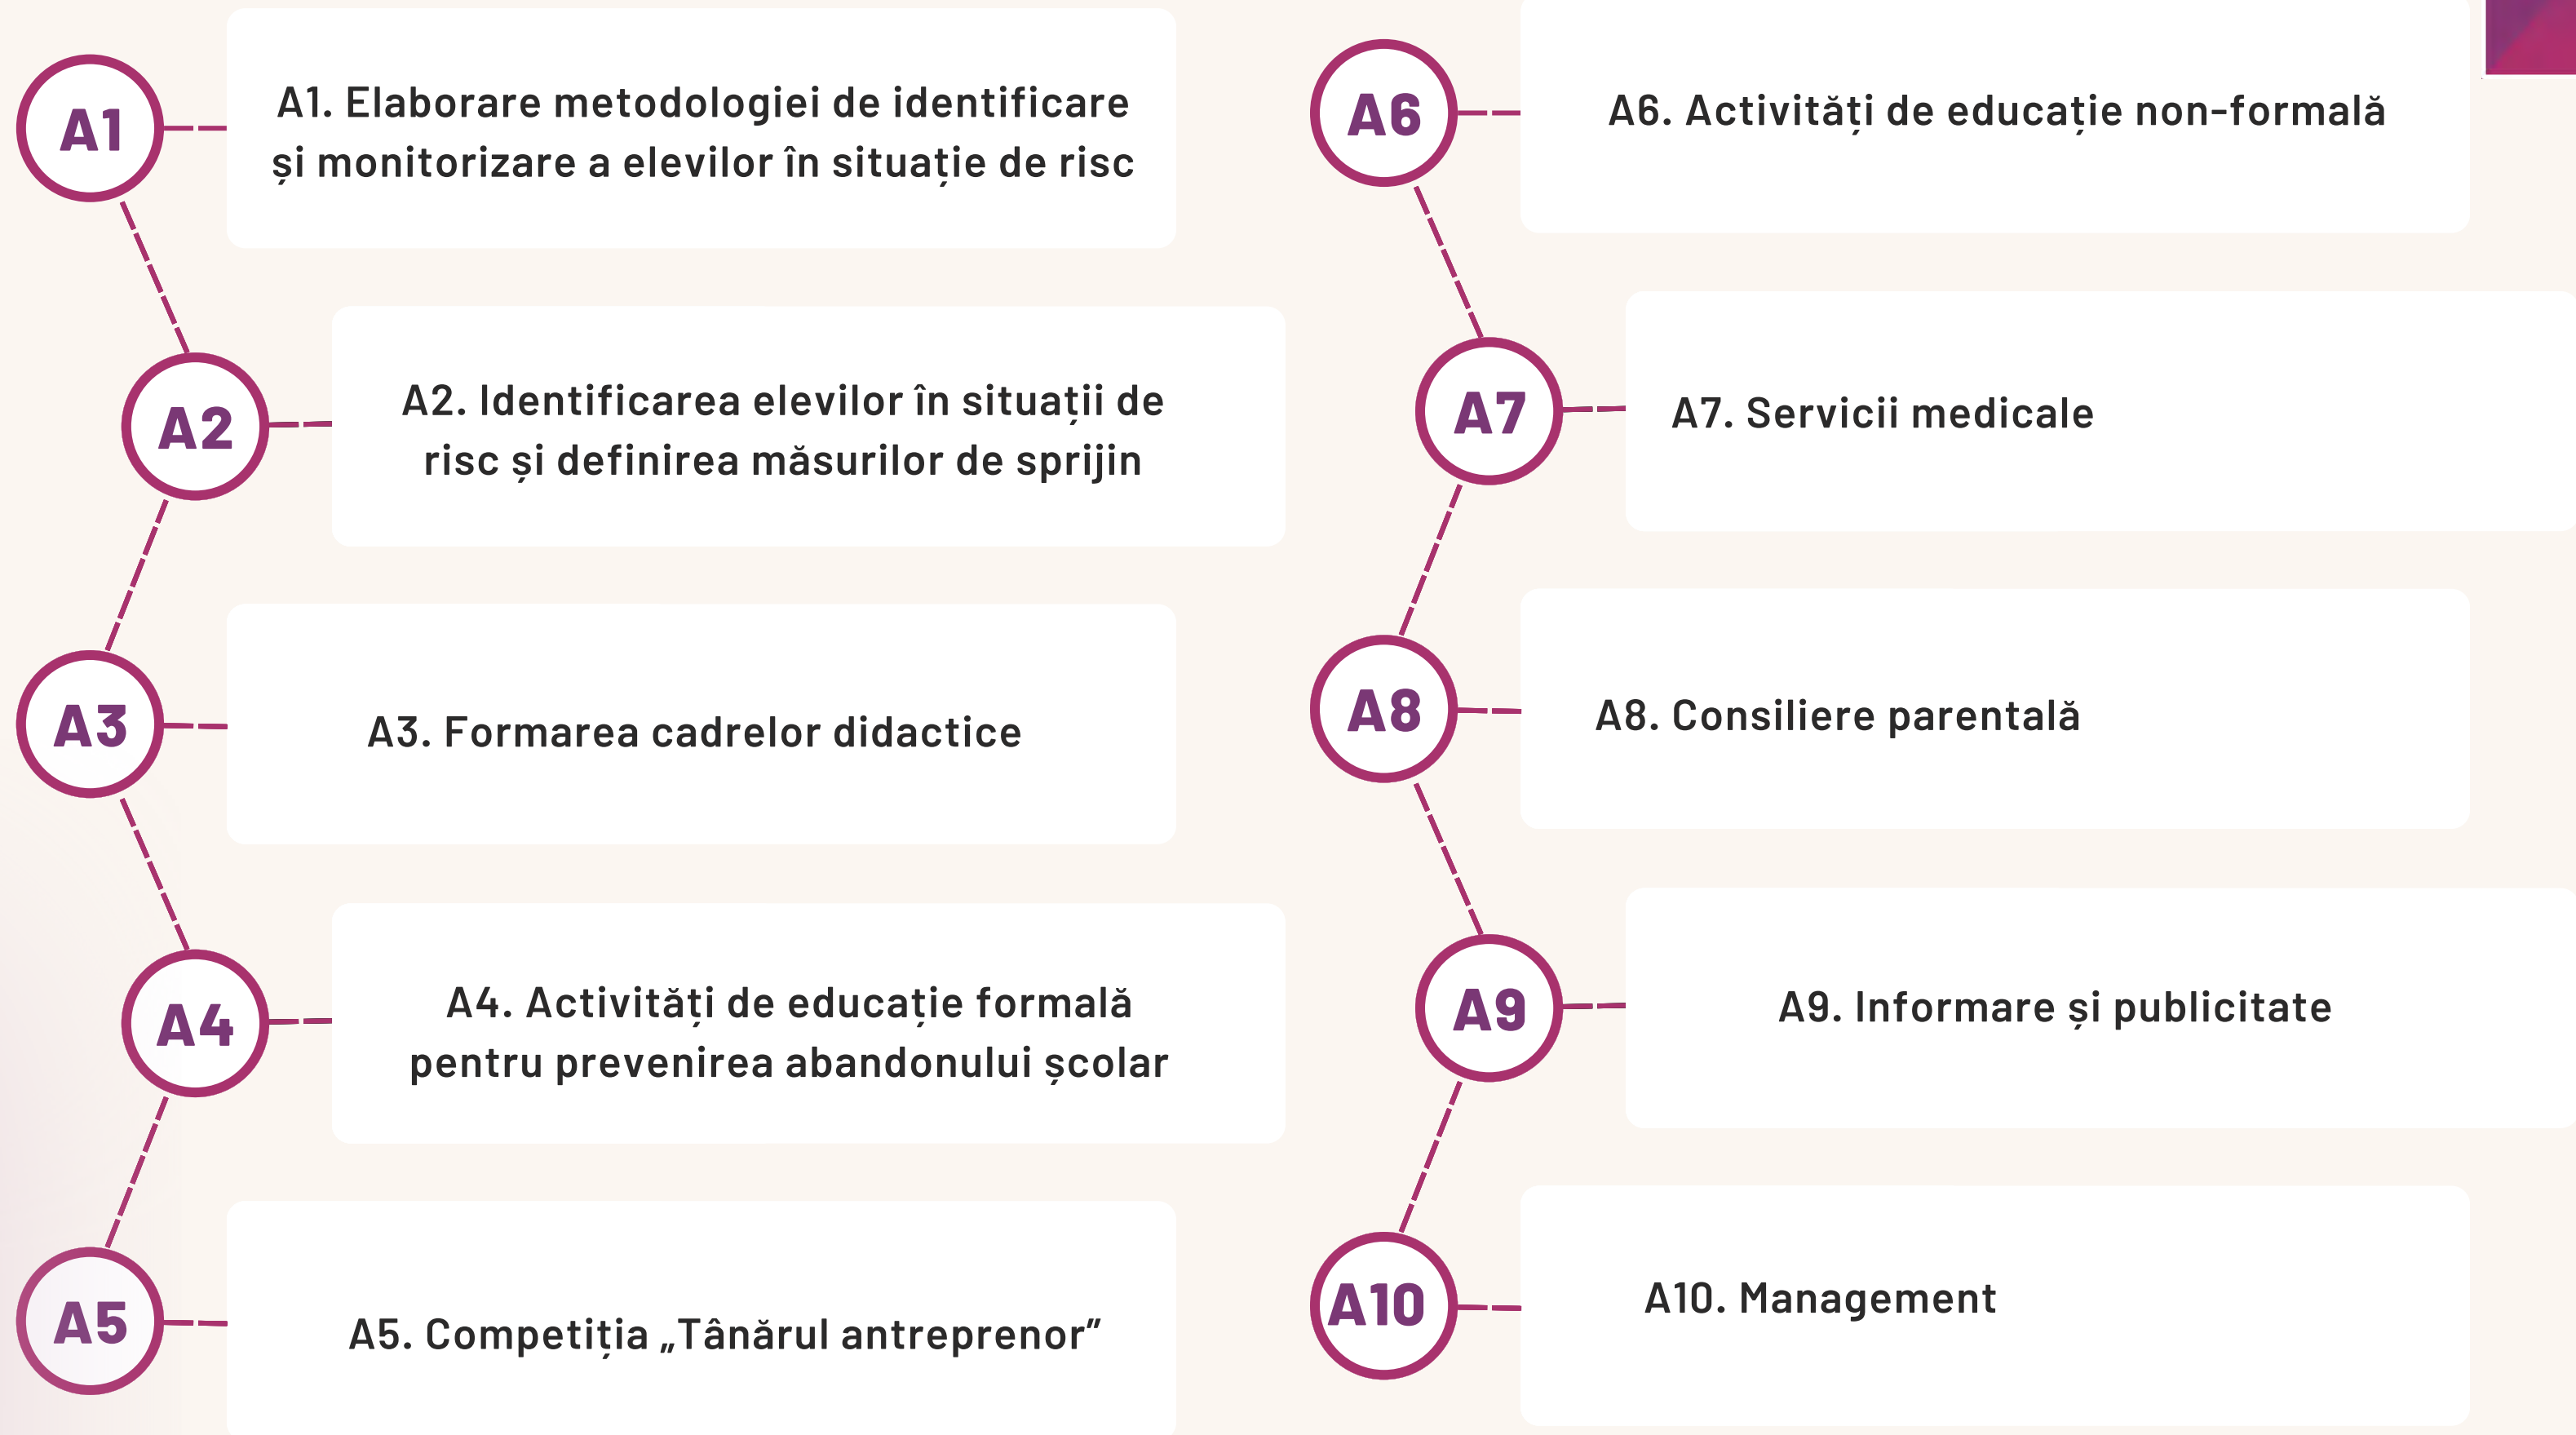 A1
A1. Elaborare metodologiei de identificare
și monitorizare a elevilor în situație de risc
A2
A2. Identificarea elevilor în situații de
risc și definirea măsurilor de sprijin
A3
A3. Formarea cadrelor didactice
A4
A4. Activități de educație formală
pentru prevenirea abandonului școlar
A5
A5. Competiția „Tânărul antreprenor”
A6
A6. Activități de educație non-formală
A7
A7. Servicii medicale
A8
A8. Consiliere parentală
A9
A9. Informare și publicitate
A10
A10. Management